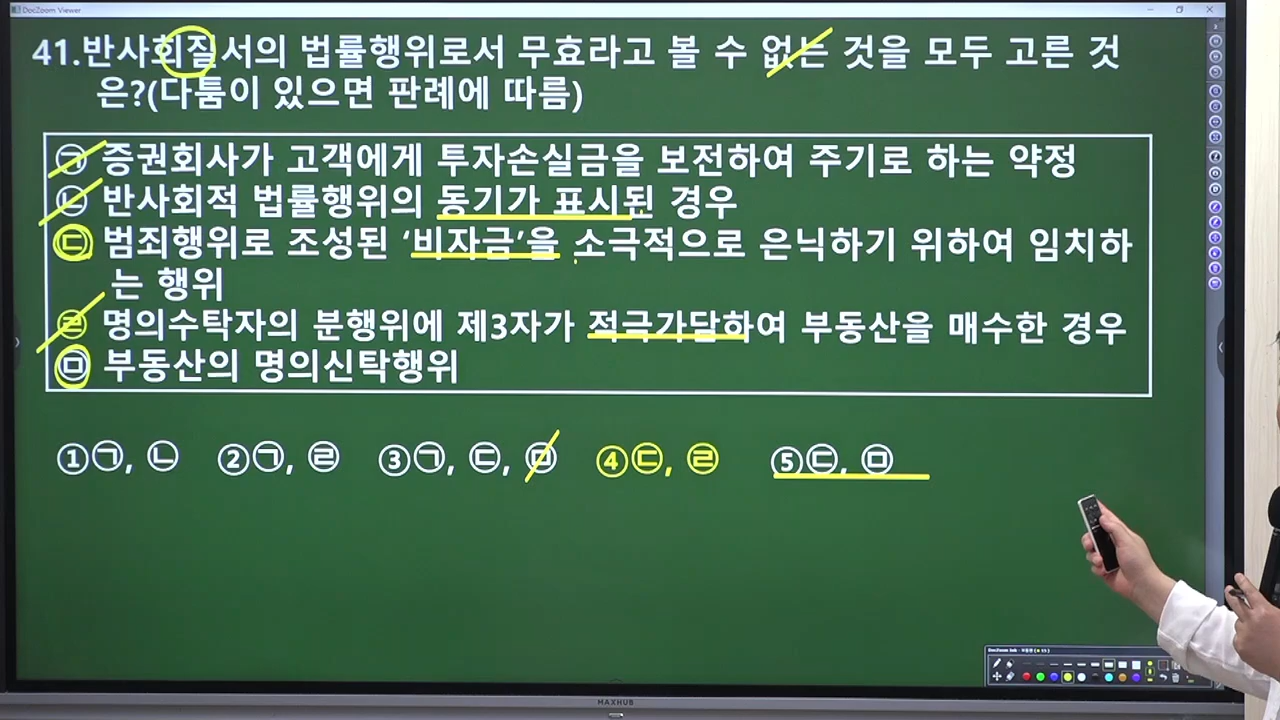 DocZoom Viewer
41.반사회질서의 법률행위로서 무효라고 볼 수 없는 것을 모두 고른 것
은?(다툼이 있으면 판례에 따름)
㉠ 증권회사가 고객에게 투자손실금을 보전하여 주기로 하는 약정
㉡ 반사회적 법률행위의 동기가 표시된 경우
㉢ 범죄행위로 조성된 ‘비자금’을 소극적으로 은닉하기 위하여 임치하
는 행위
㉣ 명의수탁자의 분행위에 제3자가 적극가담하여 부동산을 매수한 경우
㉤ 부동산의 명의신탁행위
①㉠, ㉡ ②㉠, ㉣ ③㉠, ㉢, ㉤ ④㉢, ㉣ ⑤㉢, ㉤
MAXHUB